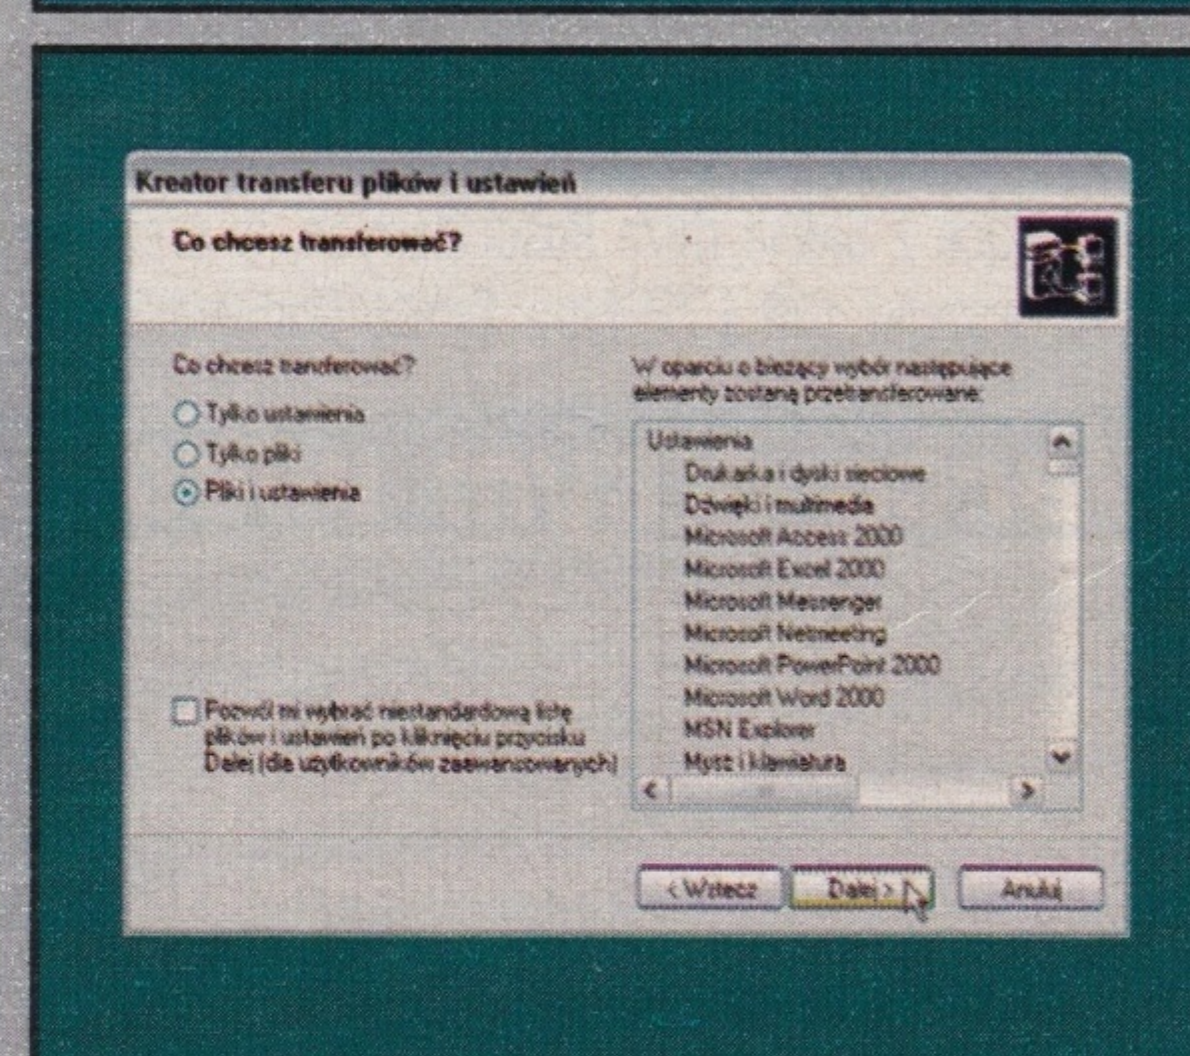 Kreator transferu plików i ustawień
Co chcesz transferować?
Co chcesz transferować?
Tylko ustawienia
Tylko pliki
Pliki i ustawienia
Pozwól mi wybrać niestandardową listę
plików i ustawień po kliknięciu przycisku
Dalej (dla użytkowników zaawansowanych)
W oparciu o bieżący wybór następujące
elementy zostaną przetransferowane:
Ustawienia
Drukarka i dyski sieciowe
Dźwięki i multimedia
Microsoft Access 2000
Microsoft Excel 2000
Microsoft Messenger
Microsoft Netmeeting
Microsoft PowerPoint 2000
Microsoft Word 2000
MSN Explorer
Mysz i klawiatura
< Wstecz
Dalej >
Anuluj